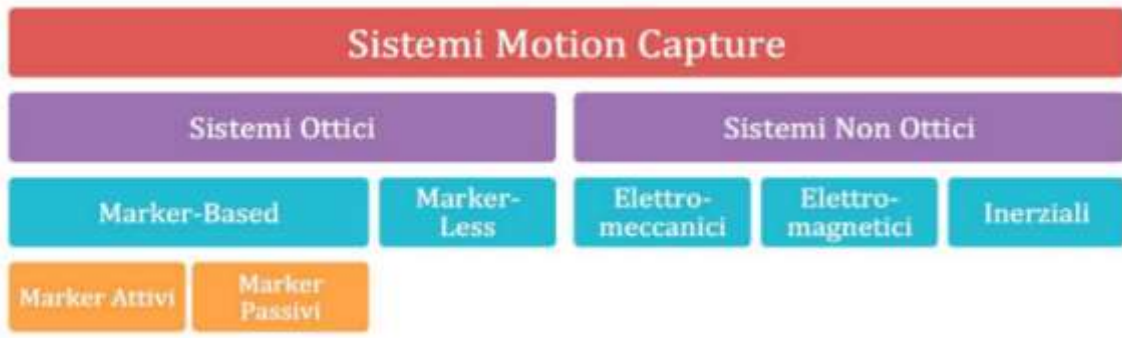 Sistemi Motion Capture
Sistemi Ottici
Sistemi Non Ottici
Marker-Based
Marker-
Less
Elettro-
meccanici
Elettro-
magnetici
Inerziali
Marker Attivi
Marker
Passivi